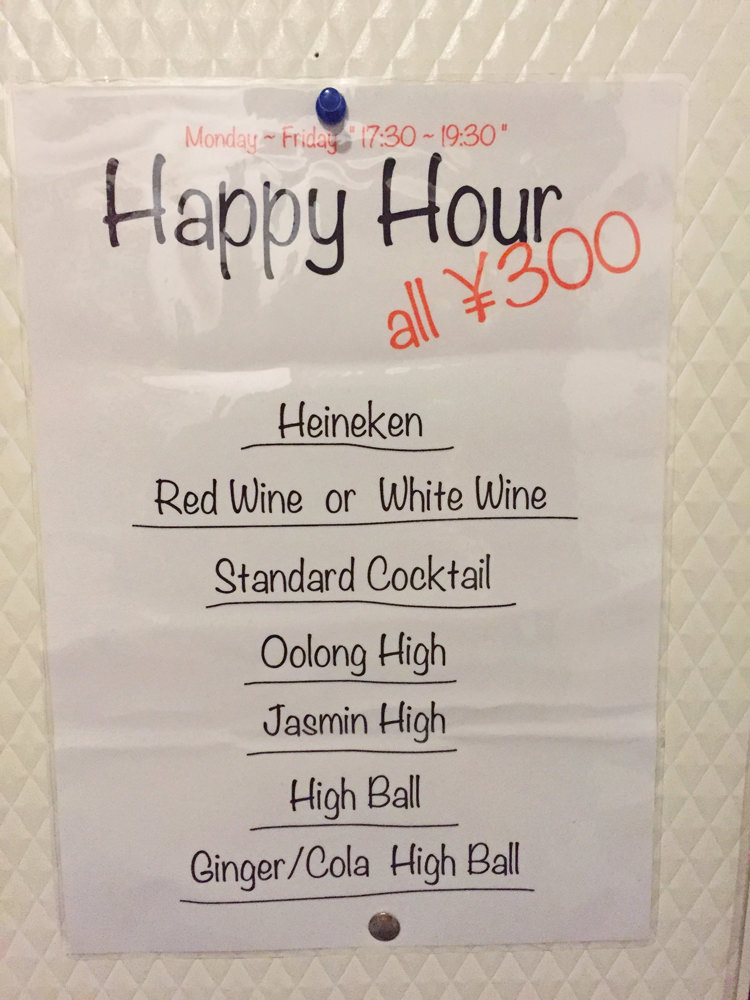 Monday ~ Friday " 17:30 ~ 19:30 "
Happy Hour
all ¥300
Heineken
Red Wine or White Wine
Standard Cocktail
Oolong High
Jasmin High
High Ball
Ginger/Cola High Ball